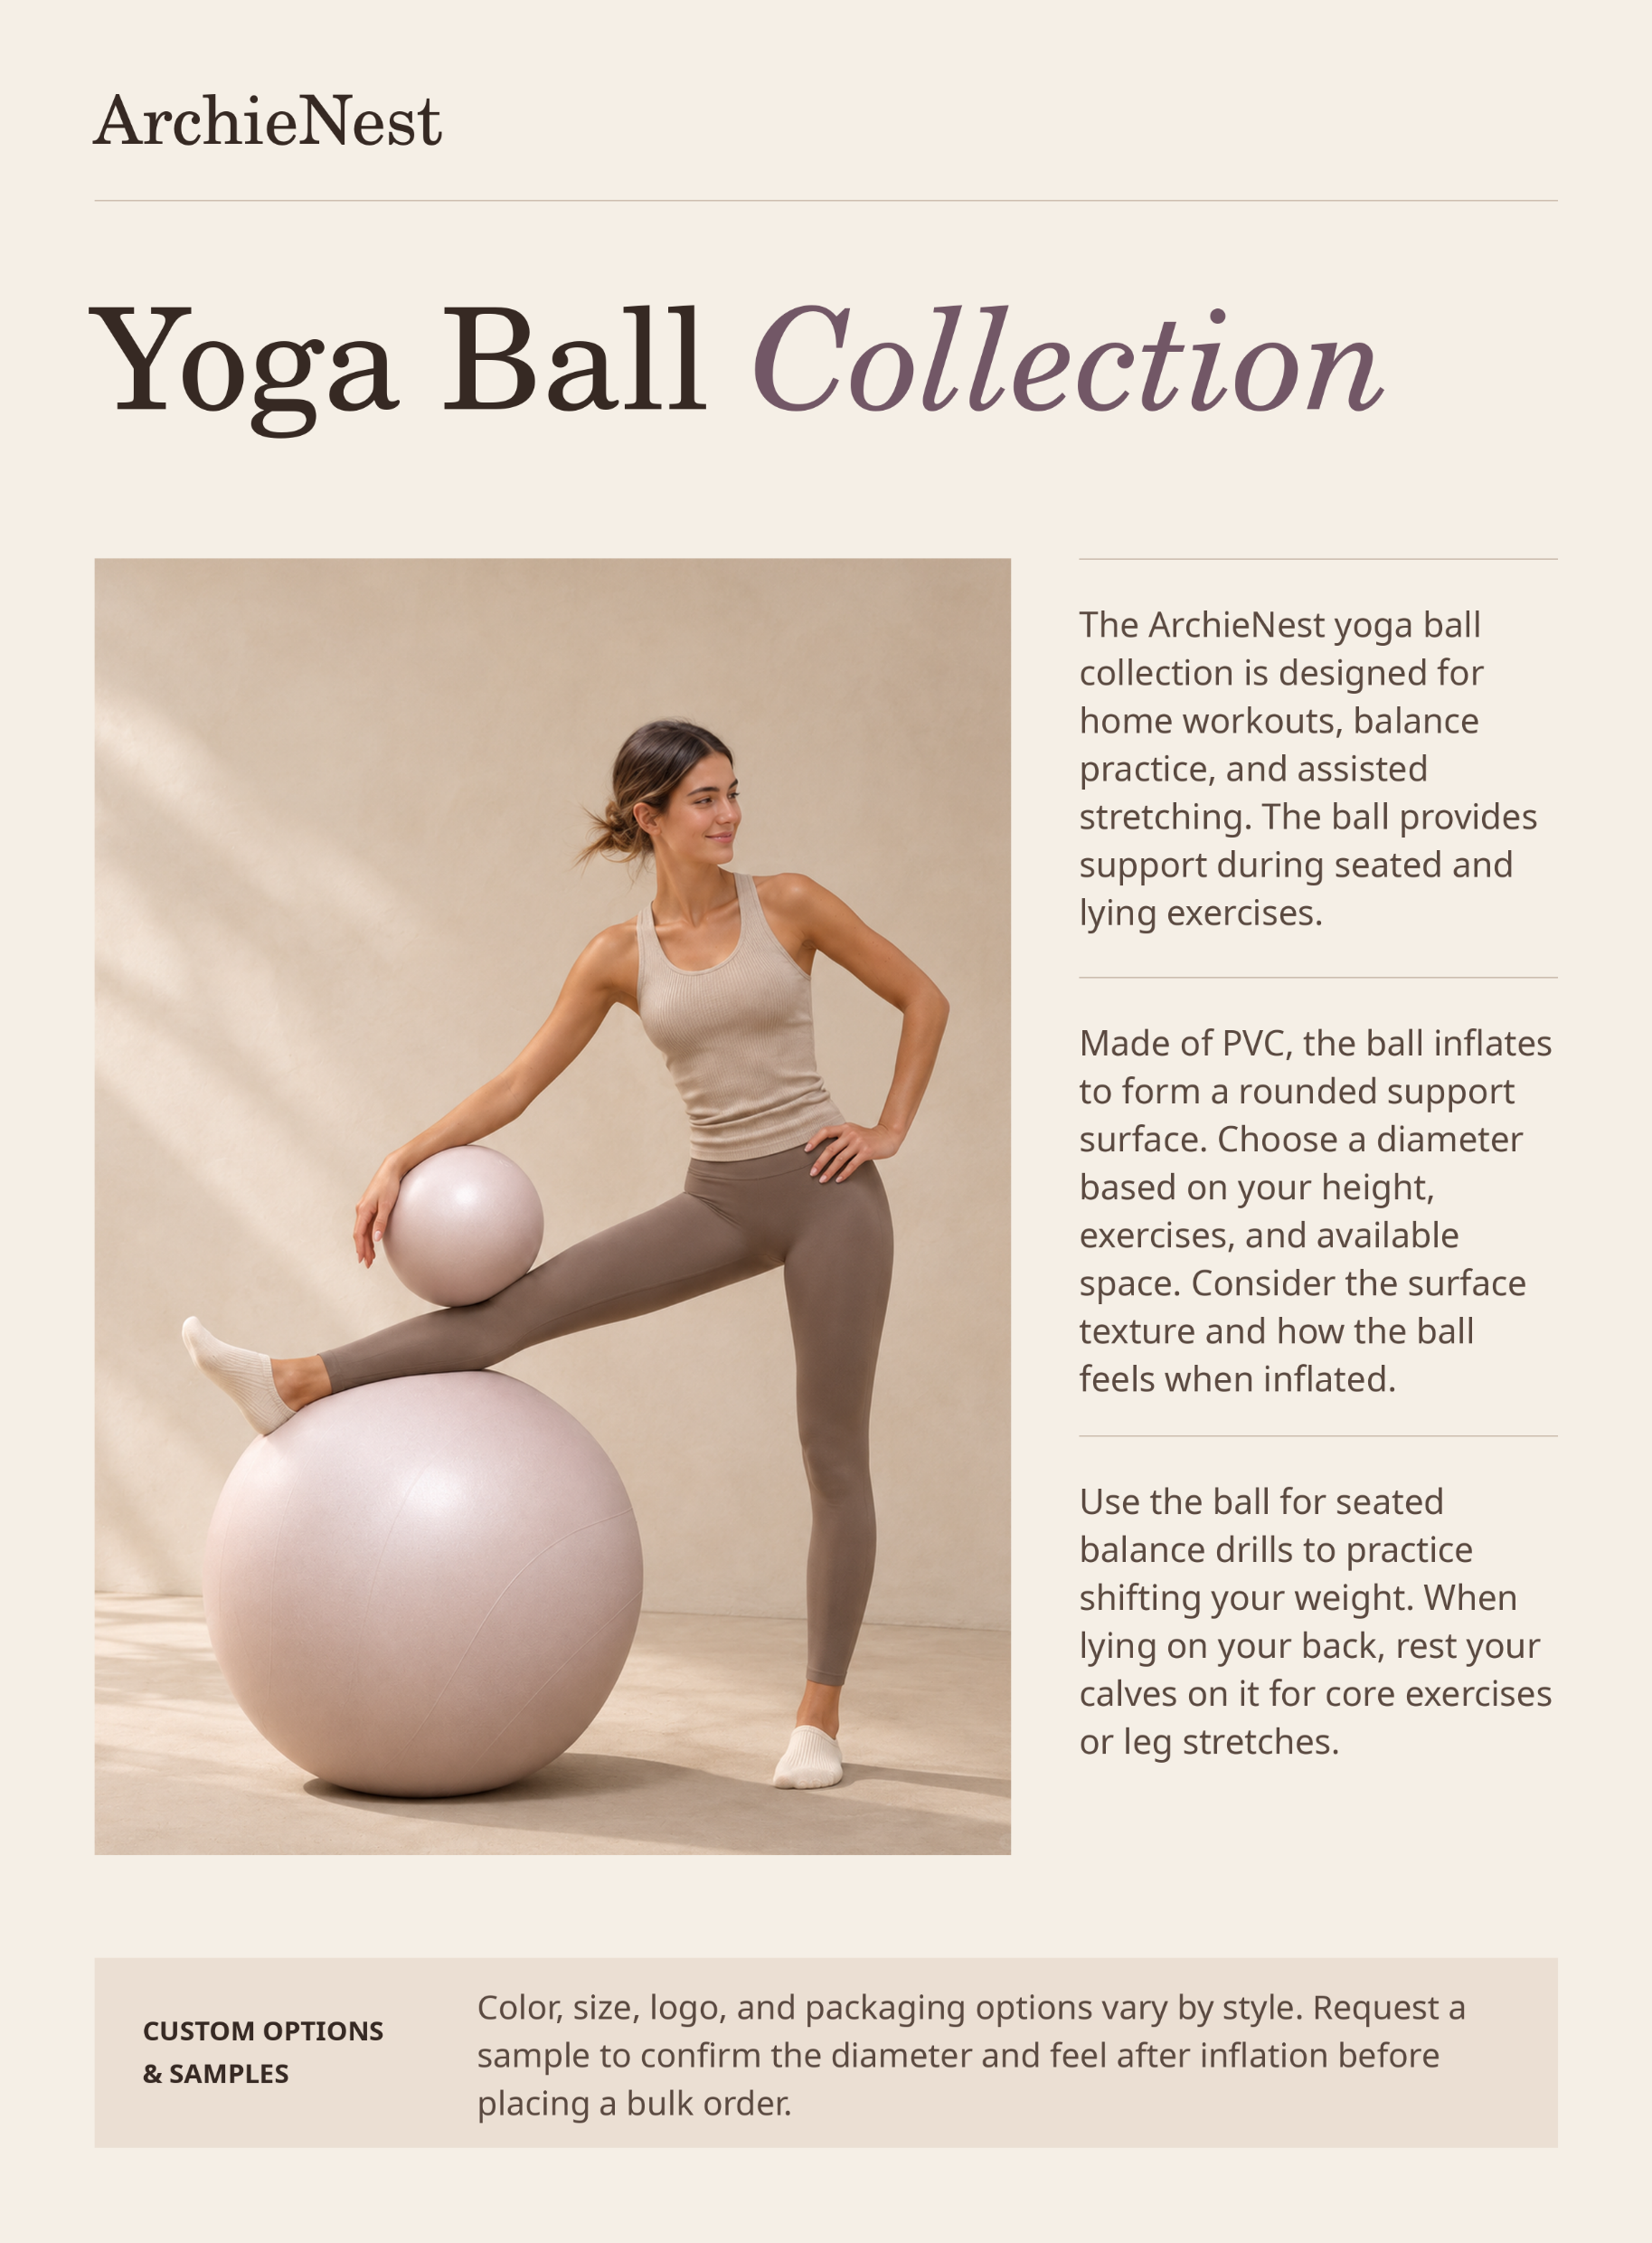 ArchieNest
Yoga Ball Collection
The ArchieNest yoga ball
collection is designed for
home workouts, balance
practice, and assisted
stretching. The ball provides
support during seated and
lying exercises.
Made of PVC, the ball inflates
to form a rounded support
surface. Choose a diameter
based on your height,
exercises, and available
space. Consider the surface
texture and how the ball
feels when inflated.
Use the ball for seated
balance drills to practice
shifting your weight. When
lying on your back, rest your
calves on it for core exercises
or leg stretches.
CUSTOM OPTIONS
& SAMPLES
Color, size, logo, and packaging options vary by style. Request a
sample to confirm the diameter and feel after inflation before
placing a bulk order.